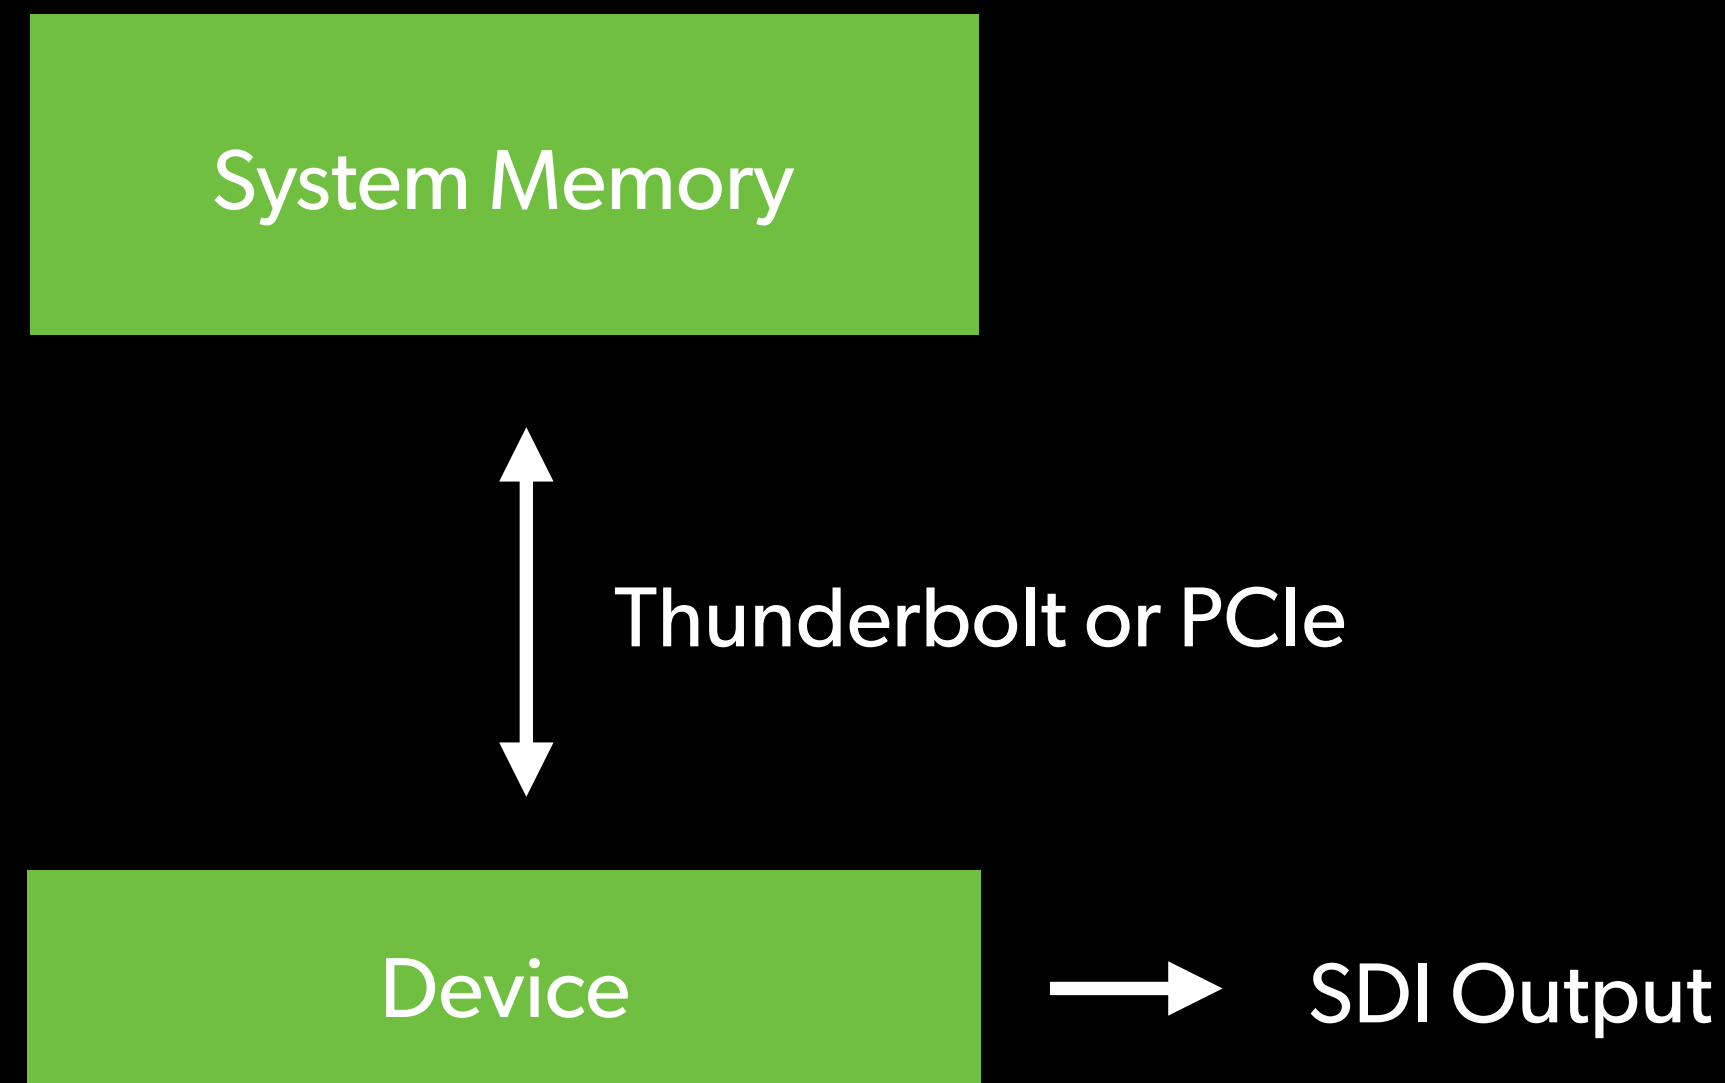 System Memory
Thunderbolt or PCIe
Device
SDI Output